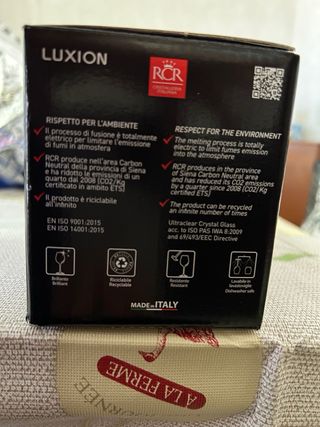 LUXION
RCR
CRISTALLERIA
ITALIANA
RISPETTO PER L'AMBIENTE
Il processo di fusione è totalmente
elettrico per limitare l'emissione
di fumi in atmosfera
RCR produce nell'area Carbon
Neutral della provincia di Siena
e ha ridotto le emissioni di un
quarto dal 2008 (CO2/Kg
certificato in ambito ETS)
Il prodotto è riciclabile
all'infinito
EN ISO 9001:2015
EN ISO 14001:2015
RESPECT FOR THE ENVIRONMENT
The melting process is totally
electric to limit fumes emission
into the atmosphere
RCR produces in the province
of Siena Carbon Neutral area
and has reduced its CO2 emissions
by a quarter since 2008 (CO2/Kg
certified in ETS)
The product can be recycled
an infinite number of times
Ultraclear Crystal Glass
acc. to ISO PAS IWA 8:2009
and 69/493/EEC Directive
Brillante
Brilliant
Riciclabile
Recyclable
Resistente
Resistant
Lavabile in
lavastoviglie
Dishwasher safe
MADE IN ITALY
A LA FERME